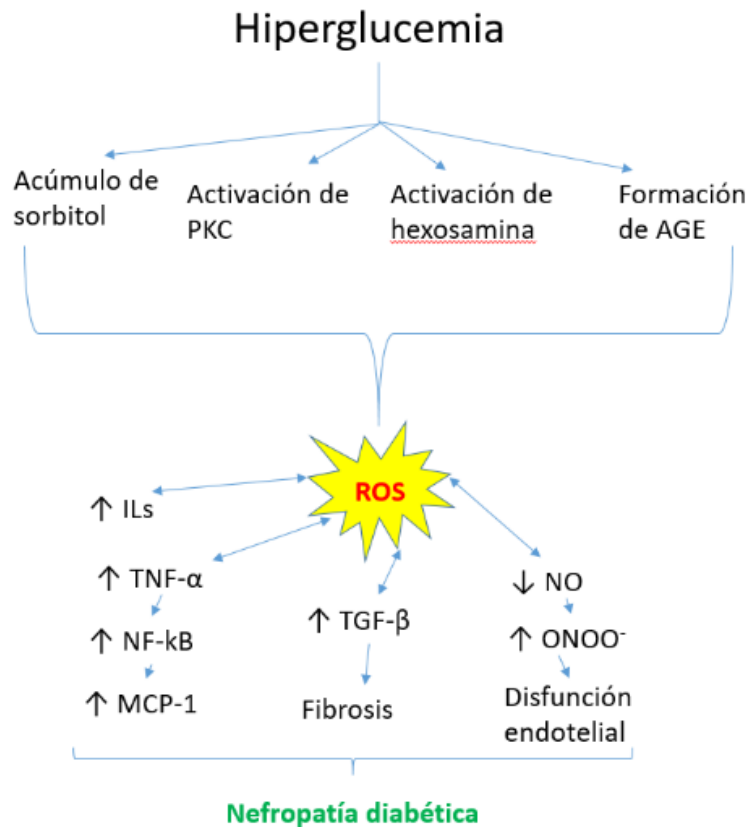 Hiperglucemia
Acúmulo de
sorbitol
Activación de
PKC
Activación de
hexosamina
Formación
de AGE
ROS
↑ ILs
↑ TNF-α
↑ NF-kB
↑ MCP-1
↑ TGF-β
Fibrosis
↓ NO
↑ ONOO⁻
Disfunción
endotelial
Nefropatía diabética